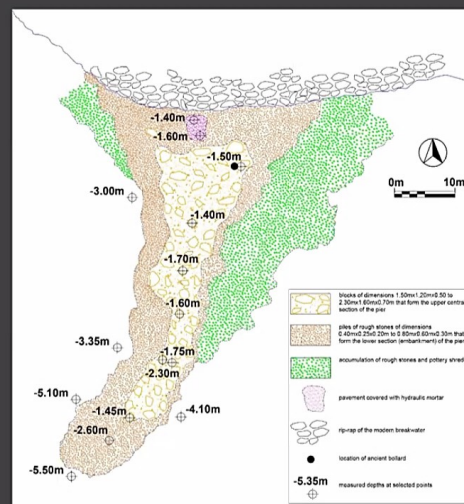 -1.40m
-1.60m
-1.50m
-3.00m
0m 10m
-1.40m
-1.70m
-1.60m
-3.35m
-1.75m
-2.30m
-5.10m
-1.45m
-4.10m
-2.60m
-5.50m
blocks of dimensions 1.50mx1.20mx0.50 to
2.30mx1.60mx0.70m that form the upper central
section of the pier
piles of rough stones of dimensions
0.40mx0.25x0.20m to 0.80mx0.60mx0.30m that
form the lower section (embankment) of the pier
accumulation of rough stones and pottery shreds
pavement covered with hydraulic mortar
rip-rap of the modern breakwater
location of ancient bollard
-5.35m
measured depths at selected points